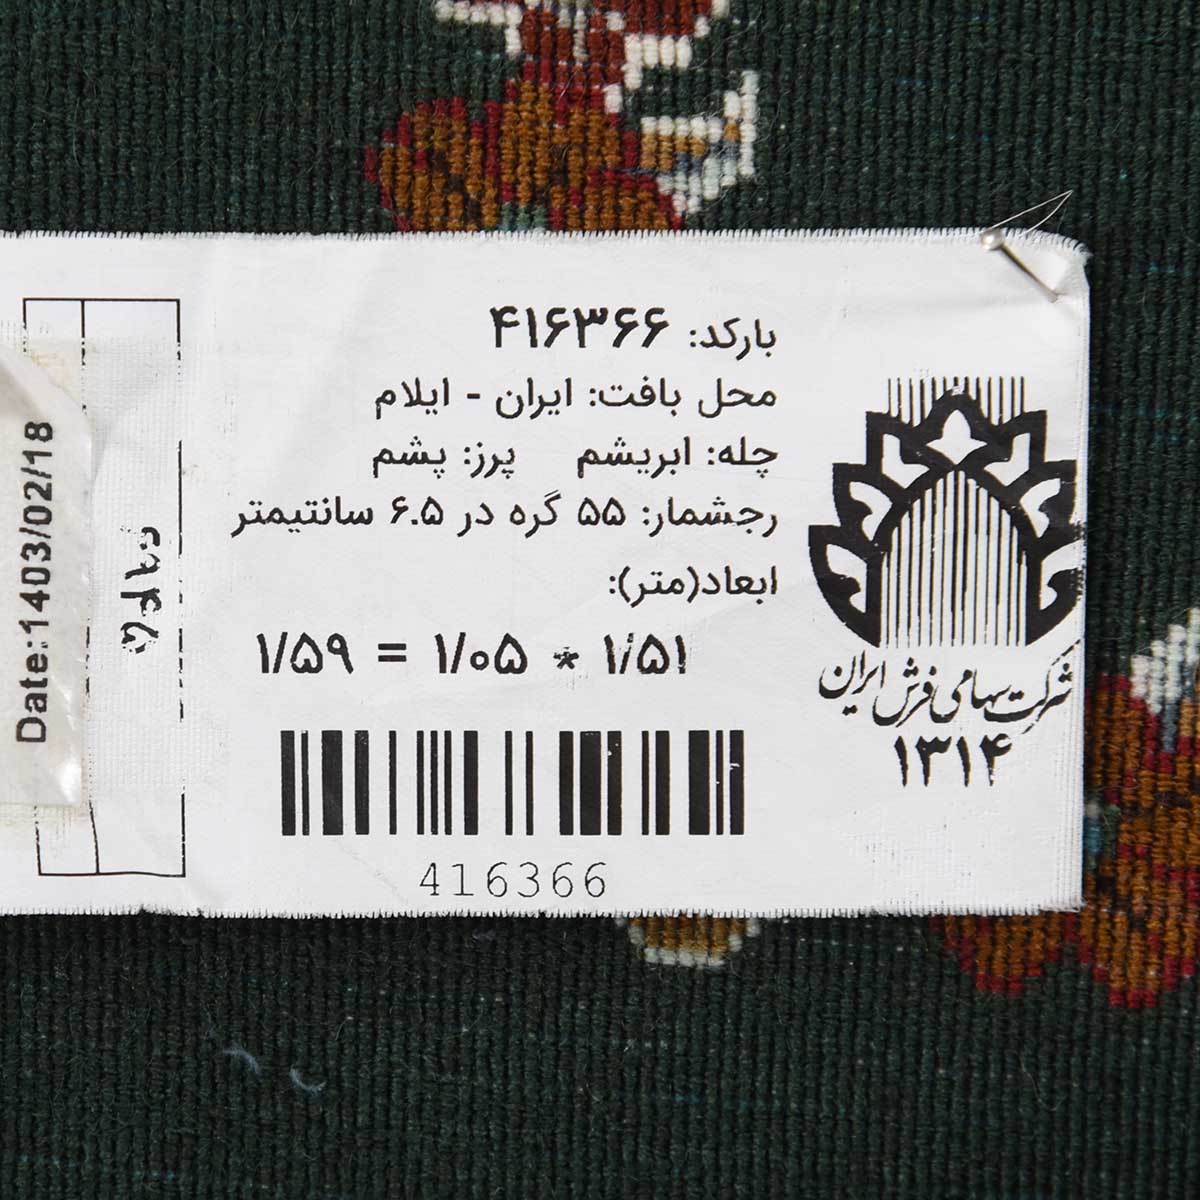 بارکد: ۴۱۶۳۶۶
محل بافت: ایران - ایلام
چله: ابریشم    پرز: پشم
رجشمار: ۵۵ گره در ۶.۵ سانتیمتر
ابعاد(متر):
۱/۵۱ * ۱/۰۵ = ۱/۵۹
416366
شرکت سهامی فرش ایران
۱۳۱۴
Date:1403/02/18